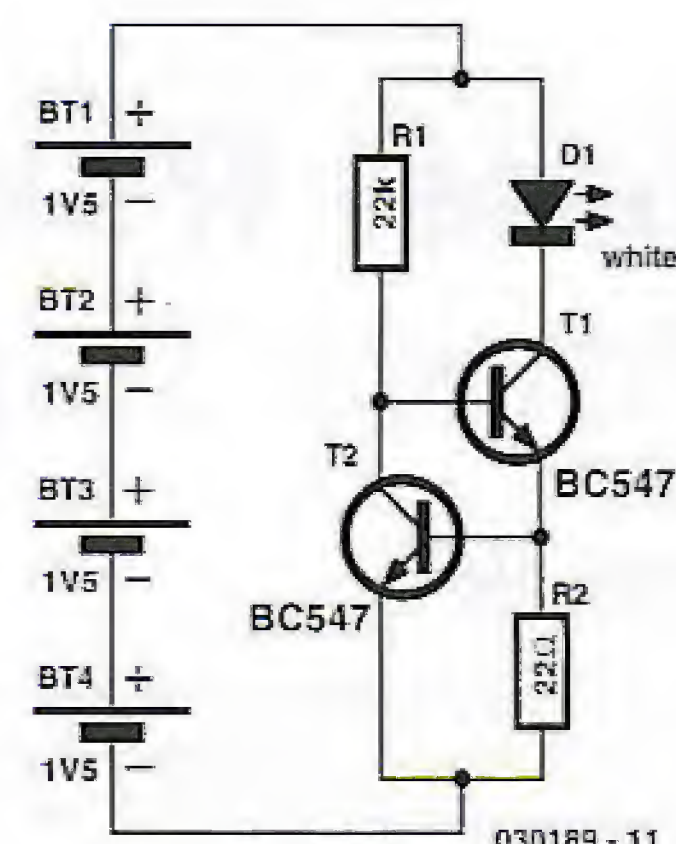 BT1 +
1V5 −
BT2 +
1V5 −
BT3 +
1V5 −
BT4 +
1V5 −
R1
22k
D1
white
T1
BC547
T2
BC547
R2
22Ω
030189 - 11